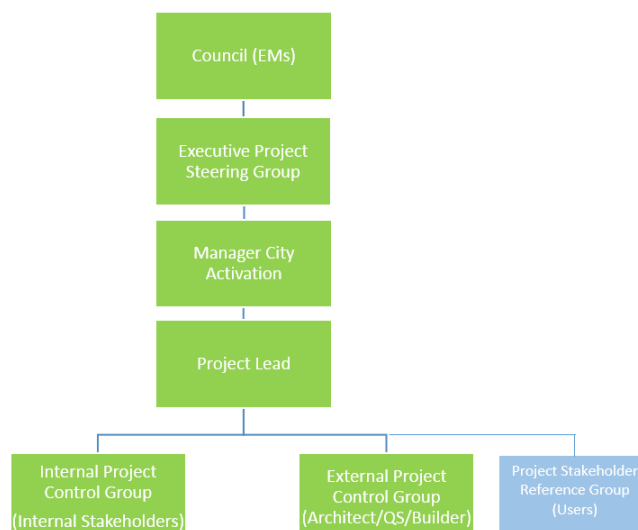 Council (EMs)
Executive Project
Steering Group
Manager City
Activation
Project Lead
Internal Project
Control Group
(Internal Stakeholders)
External Project
Control Group
(Architect/QS/Builder)
Project Stakeholder
Reference Group
(Users)